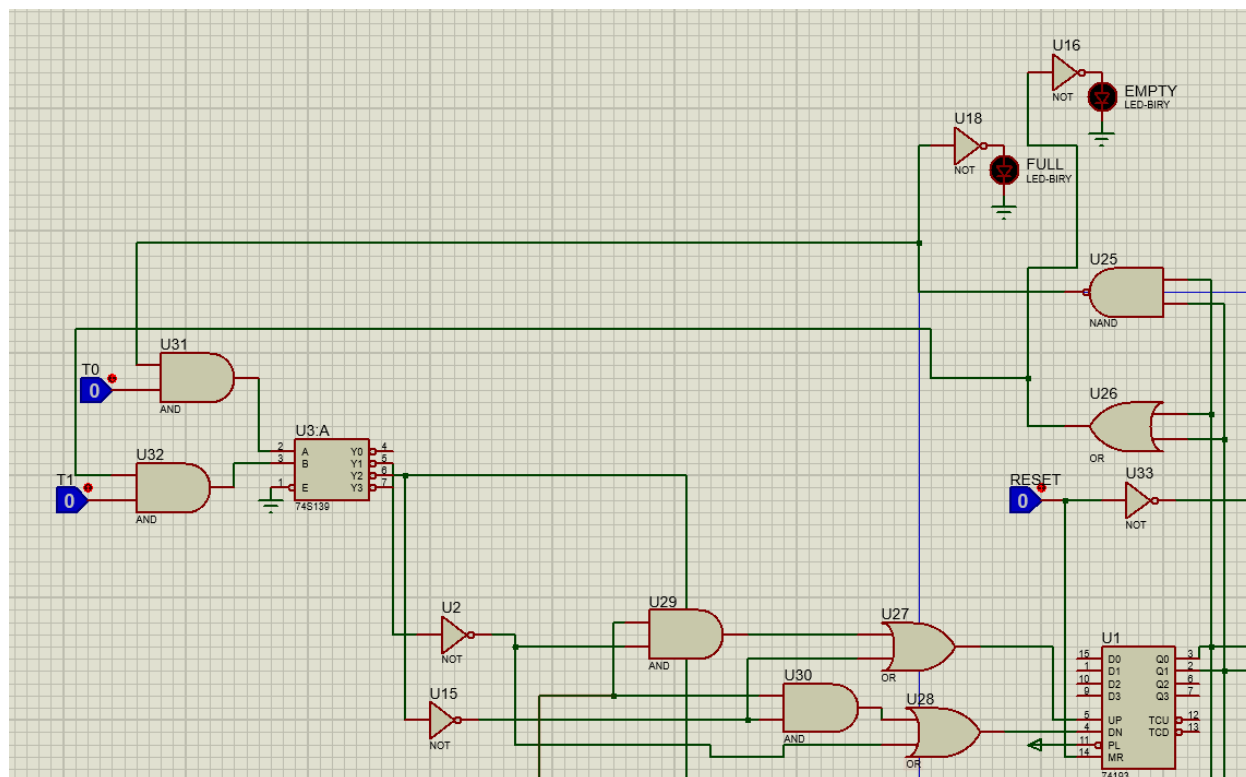 U16
NOT
EMPTY
LED-BIRY
U18
NOT
FULL
LED-BIRY
U25
NAND
U31
T0
0
AND
U26
OR
U32
T1
0
AND
U3:A
2 A Y0 4
3 B Y1 5
Y2 6
1 E Y3 7
74S139
RESET
0
U33
NOT
U2
NOT
U29
AND
U27
OR
U15
NOT
U30
AND
U28
OR
U1
15 D0 Q0 3
1 D1 Q1 2
10 D2 Q2 6
9 D3 Q3 7
5 UP TCU 12
4 DN TCD 13
11 PL
14 MR
74193